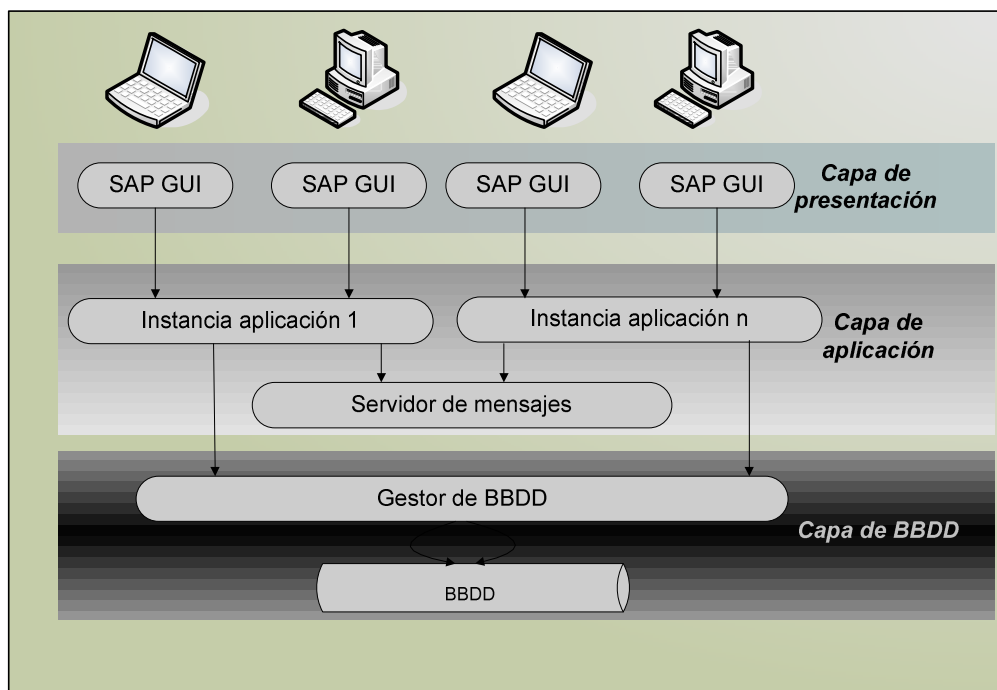 SAP GUI
SAP GUI
SAP GUI
SAP GUI
Capa de
presentación
Instancia aplicación 1
Instancia aplicación n
Capa de
aplicación
Servidor de mensajes
Gestor de BBDD
Capa de BBDD
BBDD